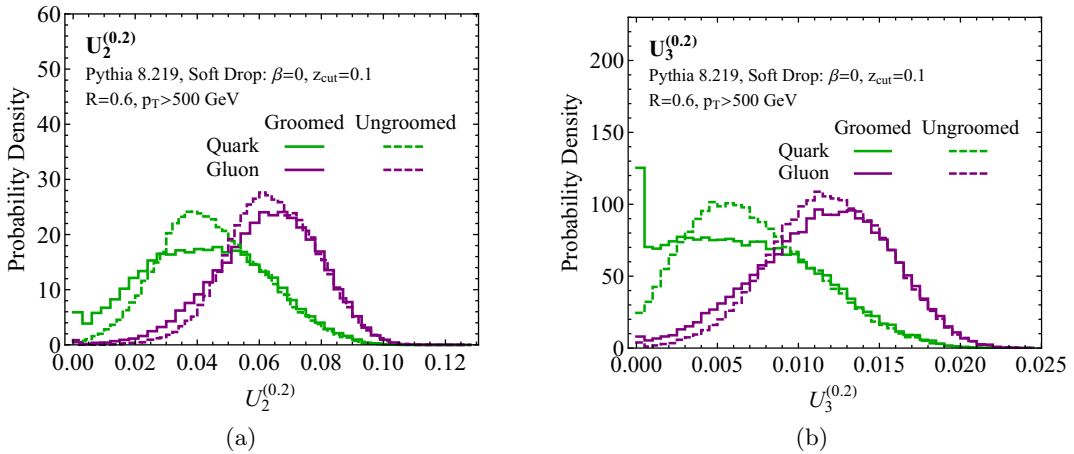 U₂^(0.2)
Pythia 8.219, Soft Drop: β=0, z_cut=0.1
R=0.6, p_T>500 GeV
Groomed Ungroomed
Quark
Gluon
Probability Density
60
50
40
30
20
10
0
0.00 0.02 0.04 0.06 0.08 0.10 0.12
U₂^(0.2)
(a)
U₃^(0.2)
Pythia 8.219, Soft Drop: β=0, z_cut=0.1
R=0.6, p_T>500 GeV
Groomed Ungroomed
Quark
Gluon
Probability Density
200
150
100
50
0
0.000 0.005 0.010 0.015 0.020 0.025
U₃^(0.2)
(b)